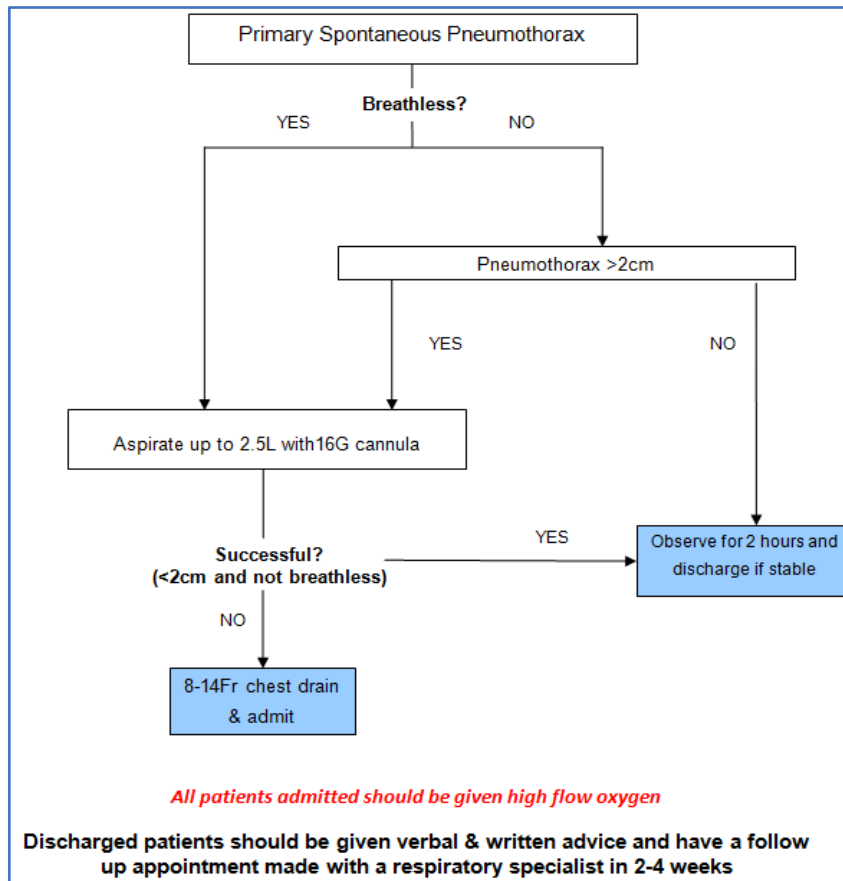 Primary Spontaneous Pneumothorax
Breathless?
YES
NO
Pneumothorax >2cm
YES
NO
Aspirate up to 2.5L with16G cannula
Successful?
(<2cm and not breathless)
YES
Observe for 2 hours and
discharge if stable
NO
8-14Fr chest drain
& admit
All patients admitted should be given high flow oxygen
Discharged patients should be given verbal & written advice and have a follow
up appointment made with a respiratory specialist in 2-4 weeks